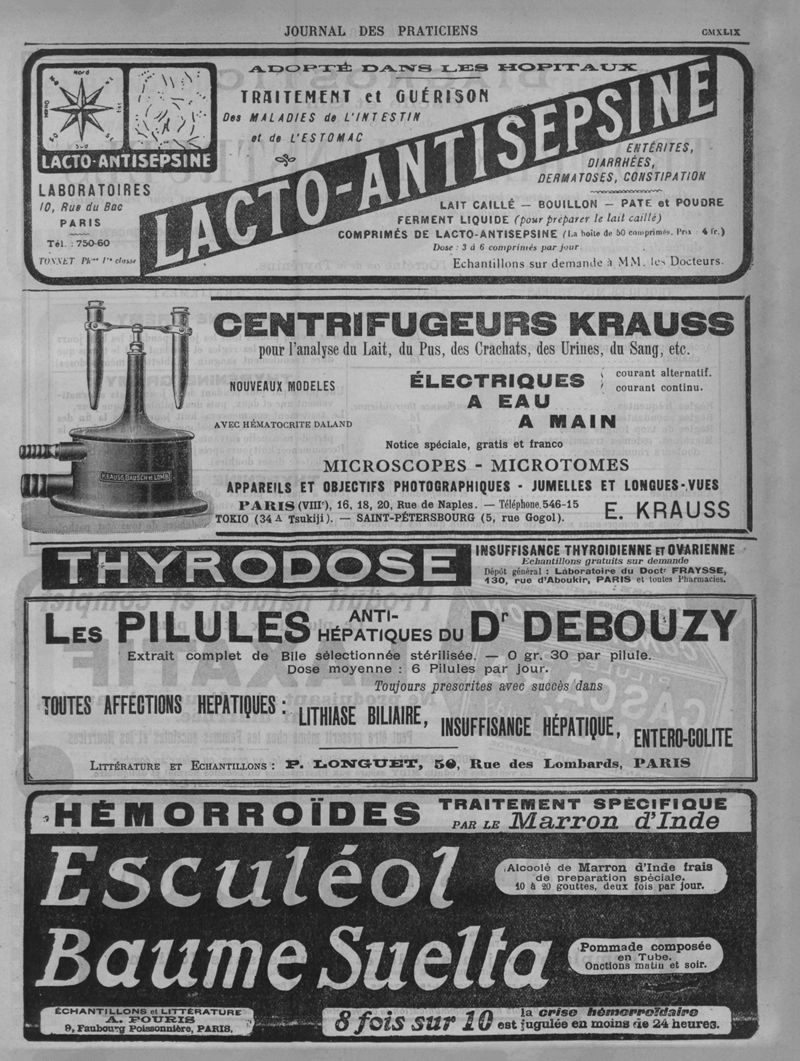 JOURNAL DES PRATICIENS
CMXLIX
Nord
Sud
LACTO-ANTISEPSINE
LABORATOIRES
10, Rue du Bac
PARIS
Tél. : 750-60
TONNET Ph.ien 1re classe
ADOPTÉ DANS LES HOPITAUX
TRAITEMENT et GUÉRISON
Des MALADIES de L'INTESTIN
et de L'ESTOMAC
LACTO-ANTISEPSINE
ENTÉRITES,
DIARRHÉES,
DERMATOSES, CONSTIPATION
LAIT CAILLÉ — BOUILLON — PATE et POUDRE
FERMENT LIQUIDE (pour préparer le lait caillé)
COMPRIMÉS DE LACTO-ANTISEPSINE (La boîte de 50 comprimés. Prix 4 fr.)
Dose : 3 à 6 comprimés par jour
Echantillons sur demande à MM. les Docteurs.
CENTRIFUGEURS KRAUSS
pour l'analyse du Lait, du Pus, des Crachats, des Urines, du Sang, etc.
NOUVEAUX MODELES
AVEC HÉMATOCRITE DALAND
ÉLECTRIQUES
courant alternatif.
courant continu.
A EAU
A MAIN
KRAUSS, BAUSCH et LOMB
Notice spéciale, gratis et franco
MICROSCOPES - MICROTOMES
APPAREILS ET OBJECTIFS PHOTOGRAPHIQUES - JUMELLES ET LONGUES-VUES
PARIS (VIIIe), 16, 18, 20, Rue de Naples. — Téléphone. 546-15
TOKIO (34 A Tsukiji). — SAINT-PÉTERSBOURG (5, rue Gogol).
E. KRAUSS
THYRODOSE
INSUFFISANCE THYROIDIENNE ET OVARIENNE
Echantillons gratuits sur demande
Dépôt général : Laboratoire du Doctr FRAYSSE,
130, rue d'Aboukir, PARIS et toutes Pharmacies.
Les PILULES ANTI-HÉPATIQUES DU Dr DEBOUZY
Extrait complet de Bile sélectionnée stérilisée. — 0 gr. 30 par pilule.
Dose moyenne : 6 Pilules par jour.
Toujours prescrites avec succès dans
TOUTES AFFECTIONS HEPATIQUES :
LITHIASE BILIAIRE,
INSUFFISANCE HÉPATIQUE,
ENTERO-COLITE
LITTÉRATURE ET ECHANTILLONS : P. LONGUET, 50, Rue des Lombards, PARIS
HÉMORROÏDES
TRAITEMENT SPÉCIFIQUE
PAR LE Marron d'Inde
Esculéol
Alcoolé de Marron d'Inde frais
de preparation spéciale.
10 à 20 gouttes, deux fois par jour.
Baume Suelta
Pommade composée
en Tube.
Onctions matin et soir.
ÉCHANTILLONS et LITTÉRATURE
A. FOURIS
9, Faubourg Poissonnière, PARIS.
8 fois sur 10
la crise hémorroïdaire
est jugulée en moins de 24 heures.